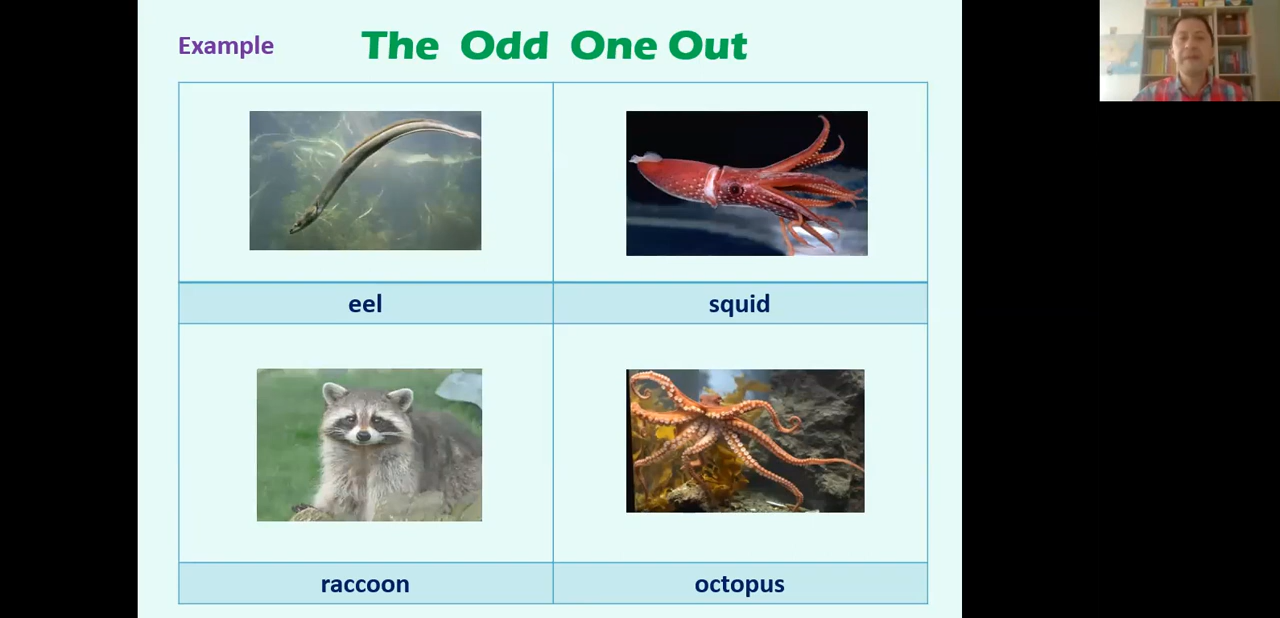 Example
The Odd One Out
eel
squid
raccoon
octopus